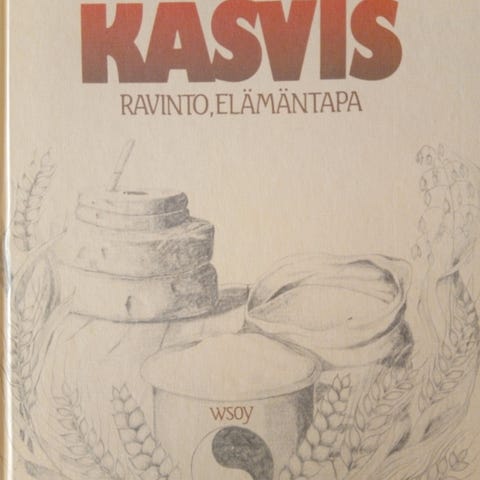 KASVIS
RAVINTO, ELÄMÄNTAPA
WSOY